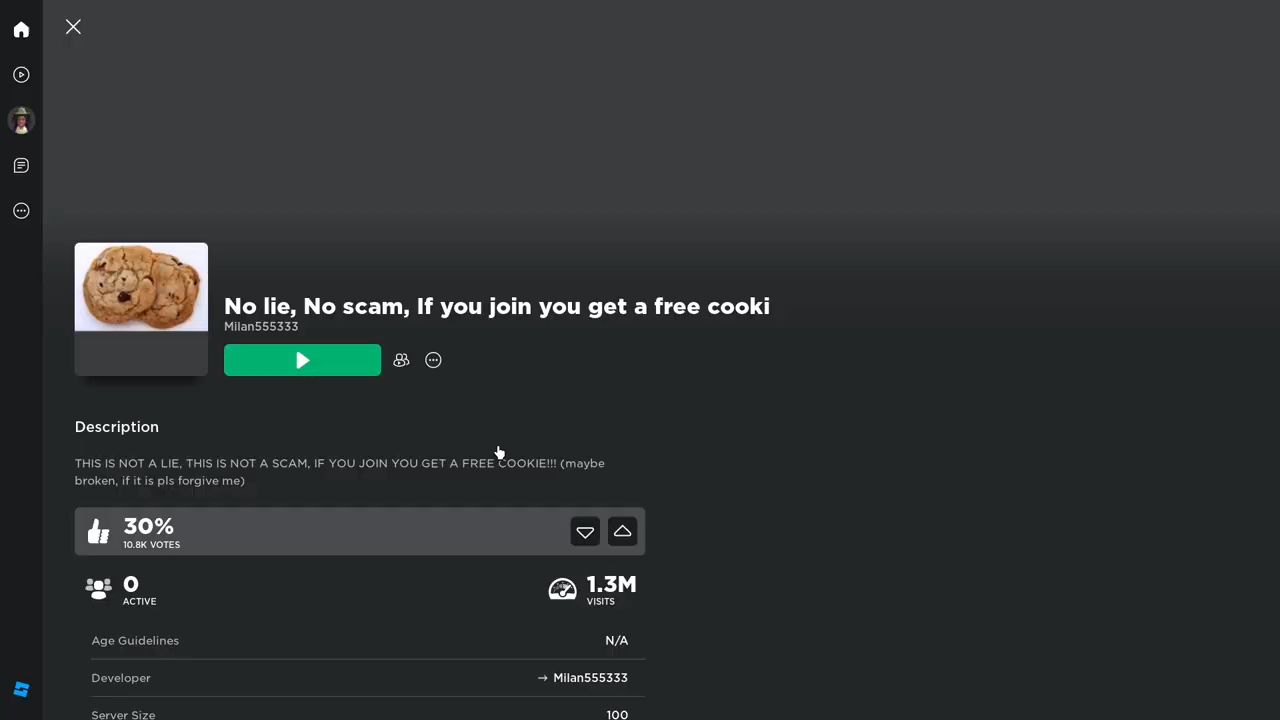 No lie, No scam, If you join you get a free cooki
Milan555333
Description
THIS IS NOT A LIE, THIS IS NOT A SCAM, IF YOU JOIN YOU GET A FREE COOKIE!!! (maybe
broken, if it is pls forgive me)
30%
10.8K VOTES
0
ACTIVE
1.3M
VISITS
Age Guidelines N/A
Developer → Milan555333
Server Size 100